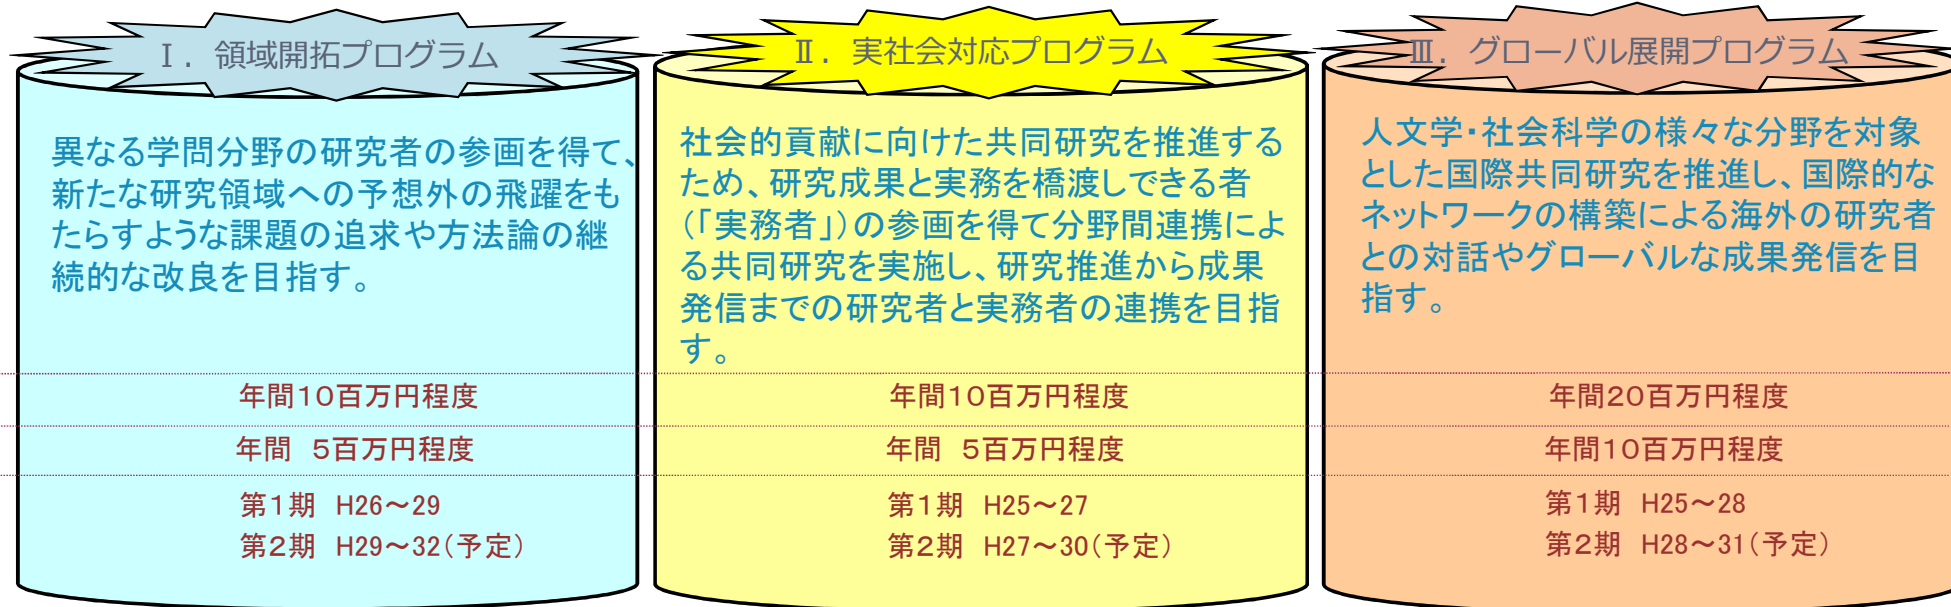 Ⅰ. 領域開拓プログラム
異なる学問分野の研究者の参画を得て、
新たな研究領域への予想外の飛躍をも
たらすような課題の追求や方法論の継
続的な改良を目指す。
年間10百万円程度
年間 5百万円程度
第1期 H26～29
第2期 H29～32(予定)
Ⅱ. 実社会対応プログラム
社会的貢献に向けた共同研究を推進する
ため、研究成果と実務を橋渡しできる者
(「実務者」)の参画を得て分野間連携によ
る共同研究を実施し、研究推進から成果
発信までの研究者と実務者の連携を目指
す。
年間10百万円程度
年間 5百万円程度
第1期 H25～27
第2期 H27～30(予定)
Ⅲ. グローバル展開プログラム
人文学・社会科学の様々な分野を対象
とした国際共同研究を推進し、国際的な
ネットワークの構築による海外の研究者
との対話やグローバルな成果発信を目
指す。
年間20百万円程度
年間10百万円程度
第1期 H25～28
第2期 H28～31(予定)